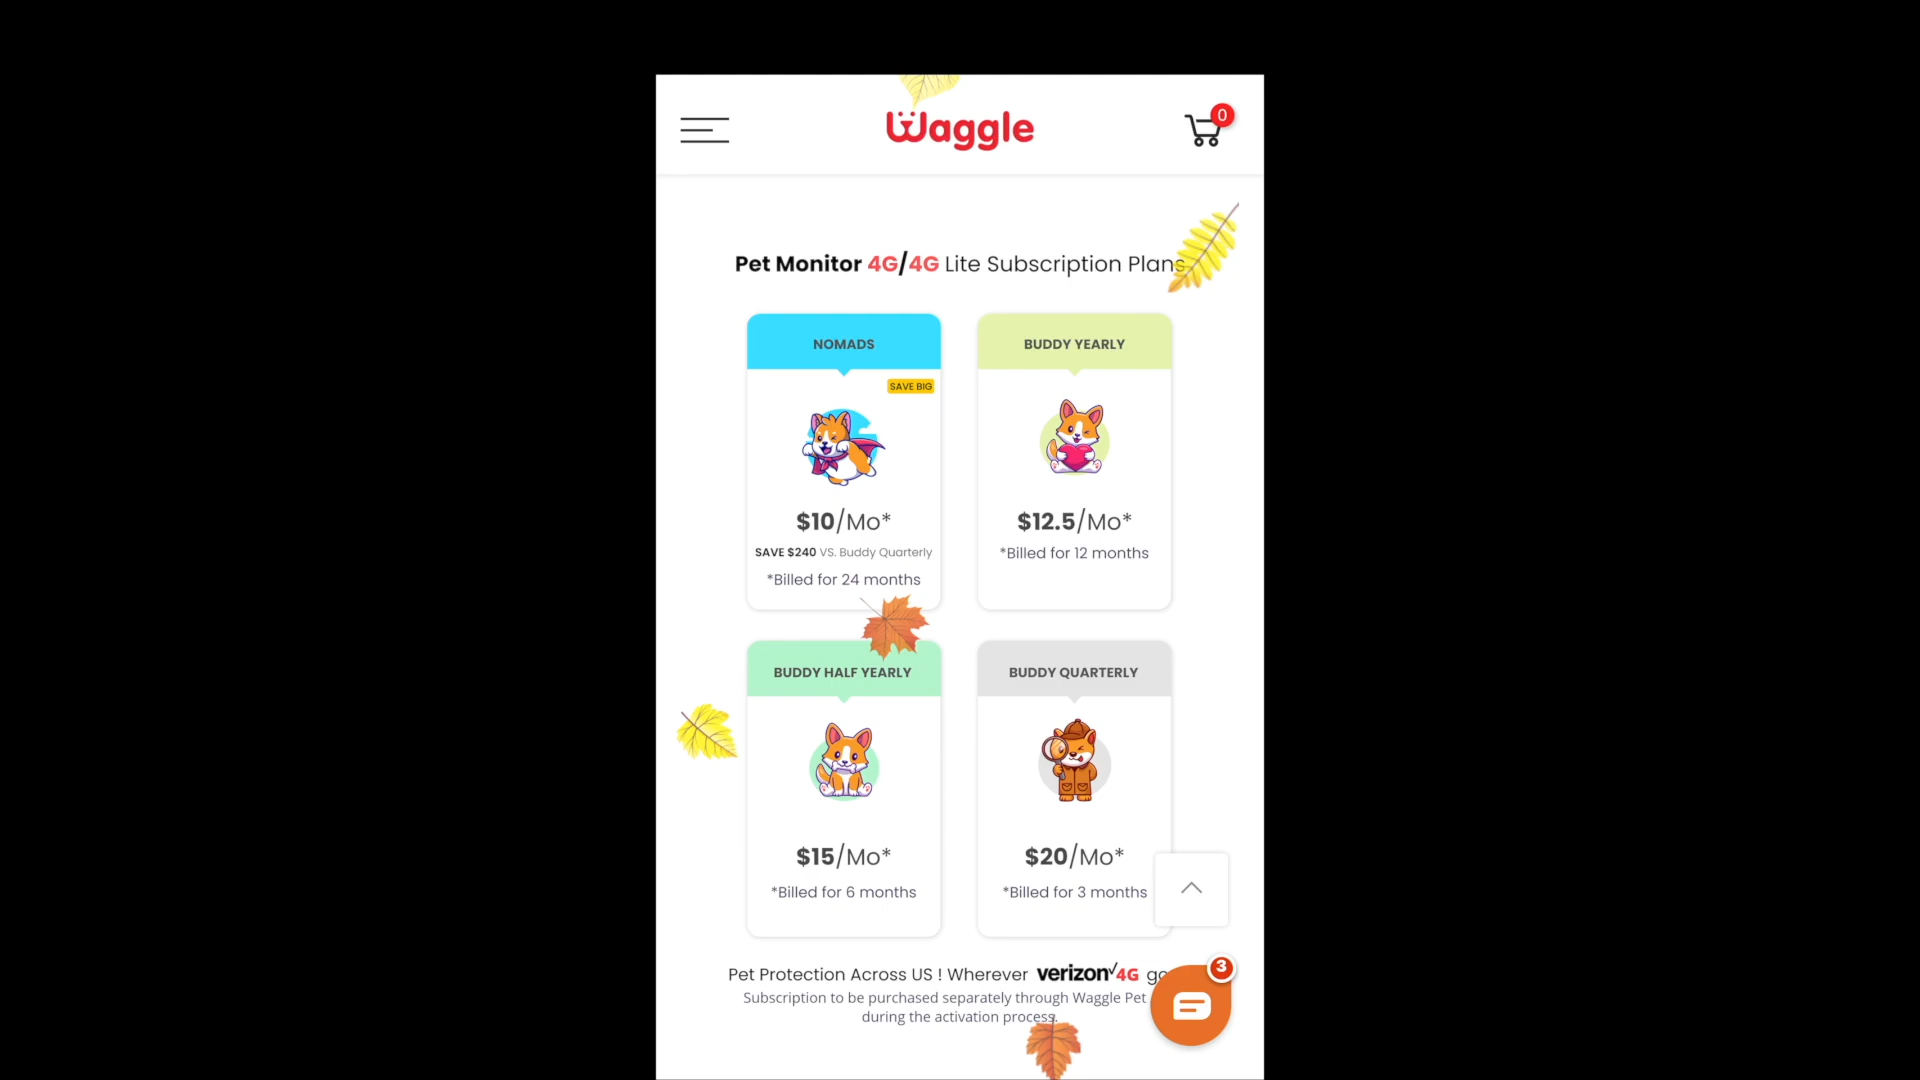 Waggle
0
Pet Monitor 4G/4G Lite Subscription Plans
NOMADS
SAVE BIG
$10/Mo*
SAVE $240 VS. Buddy Quarterly
*Billed for 24 months
BUDDY YEARLY
$12.5/Mo*
*Billed for 12 months
BUDDY HALF YEARLY
$15/Mo*
*Billed for 6 months
BUDDY QUARTERLY
$20/Mo*
*Billed for 3 months
Pet Protection Across US ! Wherever verizon✓4G
Subscription to be purchased separately through Waggle Pet
during the activation process.
3